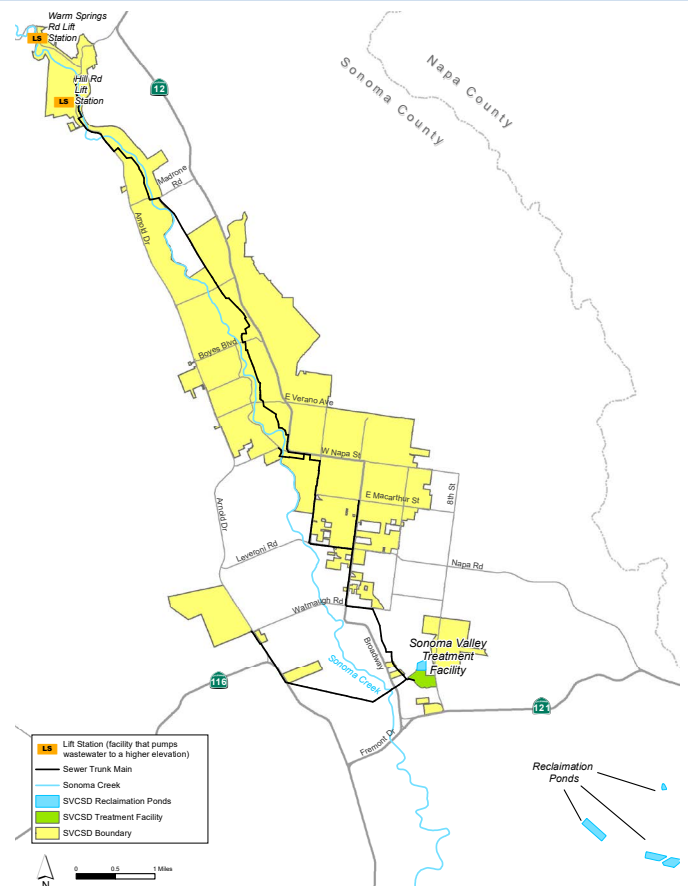 Warm Springs
Rd Lift
Station
LS
Hill Rd
Lift
Station
LS
12
Napa County
Sonoma County
Madrone
Rd
Arnold Dr
Boyes Blvd
E Verano Ave
W Napa St
E Macarthur St
8th St
Arnold Dr
Leveroni Rd
Napa Rd
Watmaugh Rd
Broadway
Sonoma Valley
Treatment
Facility
Sonoma Creek
116
121
Fremont Dr
Reclaimation
Ponds
LS
Lift Station (facility that pumps
wastewater to a higher elevation)
Sewer Trunk Main
Sonoma Creek
SVCSD Reclaimation Ponds
SVCSD Treatment Facility
SVCSD Boundary
N
0 0.5 1 Miles